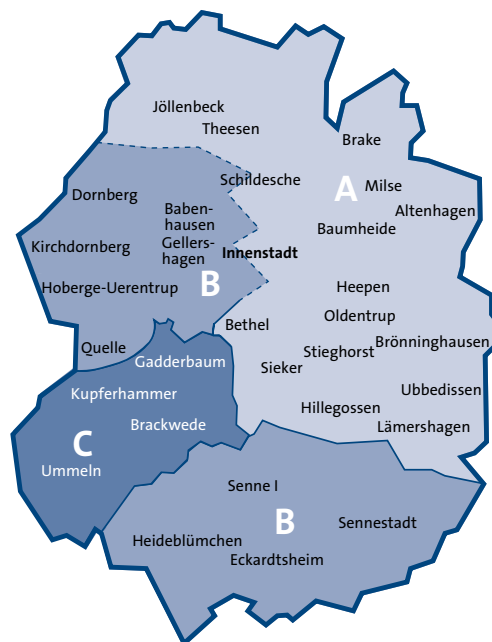 Jöllenbeck
Theesen
Brake
Schildesche
A
Milse
Dornberg
Altenhagen
Baben-
hausen
Baumheide
Kirchdornberg
Gellers-
hagen
Innenstadt
Hoberge-Uerentrup
B
Heepen
Oldentrup
Bethel
Brönninghausen
Quelle
Stieghorst
Gadderbaum
Sieker
Kupferhammer
Ubbedissen
Hillegossen
Brackwede
Lämershagen
C
Ummeln
Senne I
B
Sennestadt
Heideblümchen
Eckardtsheim